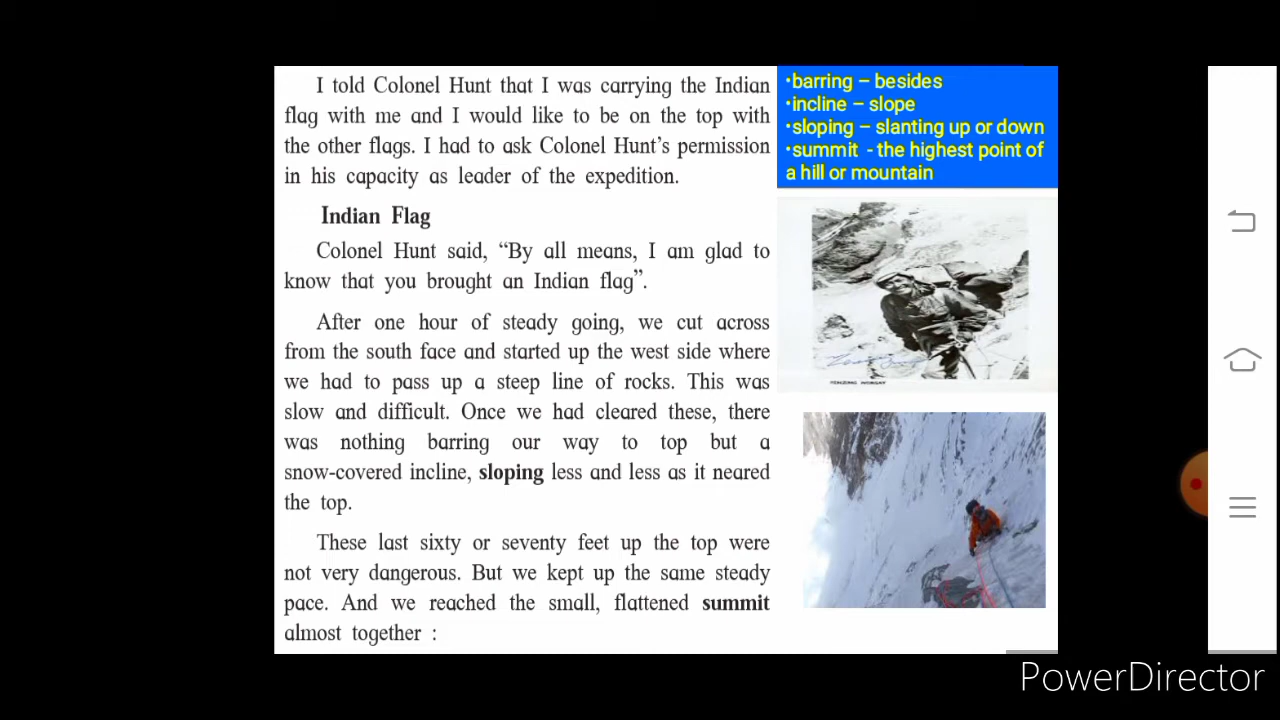 I told Colonel Hunt that I was carrying the Indian
flag with me and I would like to be on the top with
the other flags. I had to ask Colonel Hunt's permission
in his capacity as leader of the expedition.
Indian Flag
Colonel Hunt said, “By all means, I am glad to
know that you brought an Indian flag”.
After one hour of steady going, we cut across
from the south face and started up the west side where
we had to pass up a steep line of rocks. This was
slow and difficult. Once we had cleared these, there
was nothing barring our way to top but a
snow-covered incline, sloping less and less as it neared
the top.
These last sixty or seventy feet up the top were
not very dangerous. But we kept up the same steady
pace. And we reached the small, flattened summit
almost together :
•barring – besides
•incline – slope
•sloping – slanting up or down
•summit - the highest point of
a hill or mountain
TENZING NORGAY
PowerDirector